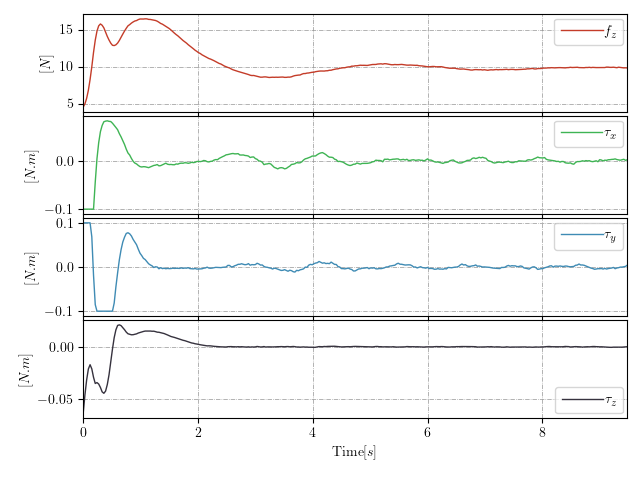 15
10
5
[N]
f_z
0.0
−0.1
[N.m]
τ_x
0.1
0.0
−0.1
[N.m]
τ_y
0.00
−0.05
[N.m]
τ_z
0 2 4 6 8
Time[s]